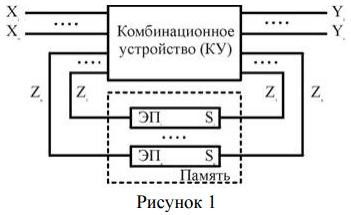 X
Комбинационное
Y
X
устройство (КУ)
Y
....
....
....
....
Z
Z
Z
Z
ЭП
S
....
ЭП
S
Память
Рисунок 1